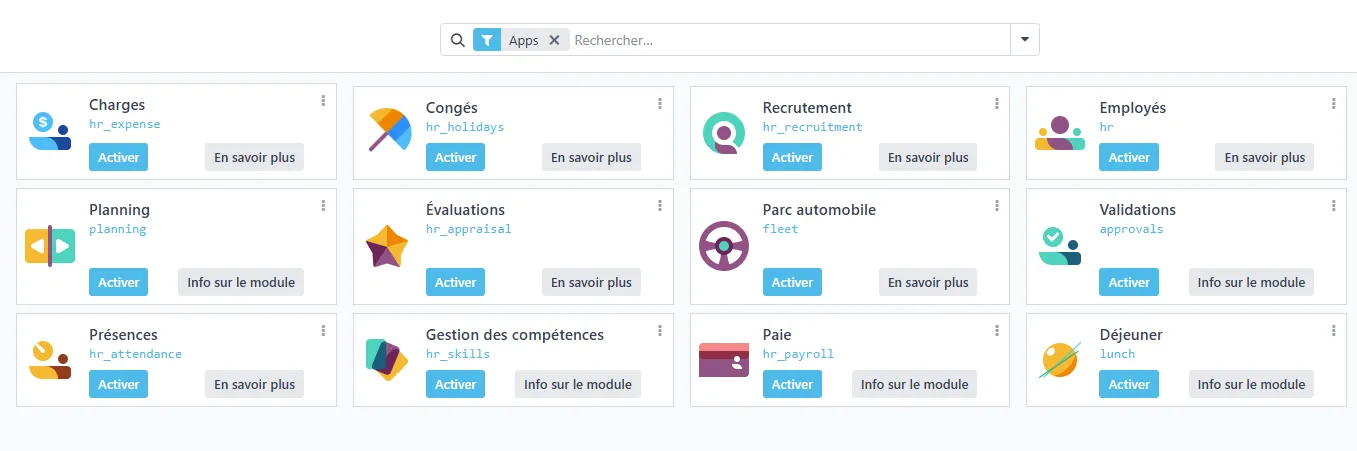 Apps
Rechercher...
Charges
hr_expense
Activer
En savoir plus
Congés
hr_holidays
Activer
En savoir plus
Recrutement
hr_recruitment
Activer
En savoir plus
Employés
hr
Activer
En savoir plus
Planning
planning
Activer
Info sur le module
Évaluations
hr_appraisal
Activer
En savoir plus
Parc automobile
fleet
Activer
En savoir plus
Validations
approvals
Activer
Info sur le module
Présences
hr_attendance
Activer
En savoir plus
Gestion des compétences
hr_skills
Activer
Info sur le module
Paie
hr_payroll
Activer
Info sur le module
Déjeuner
lunch
Activer
Info sur le module